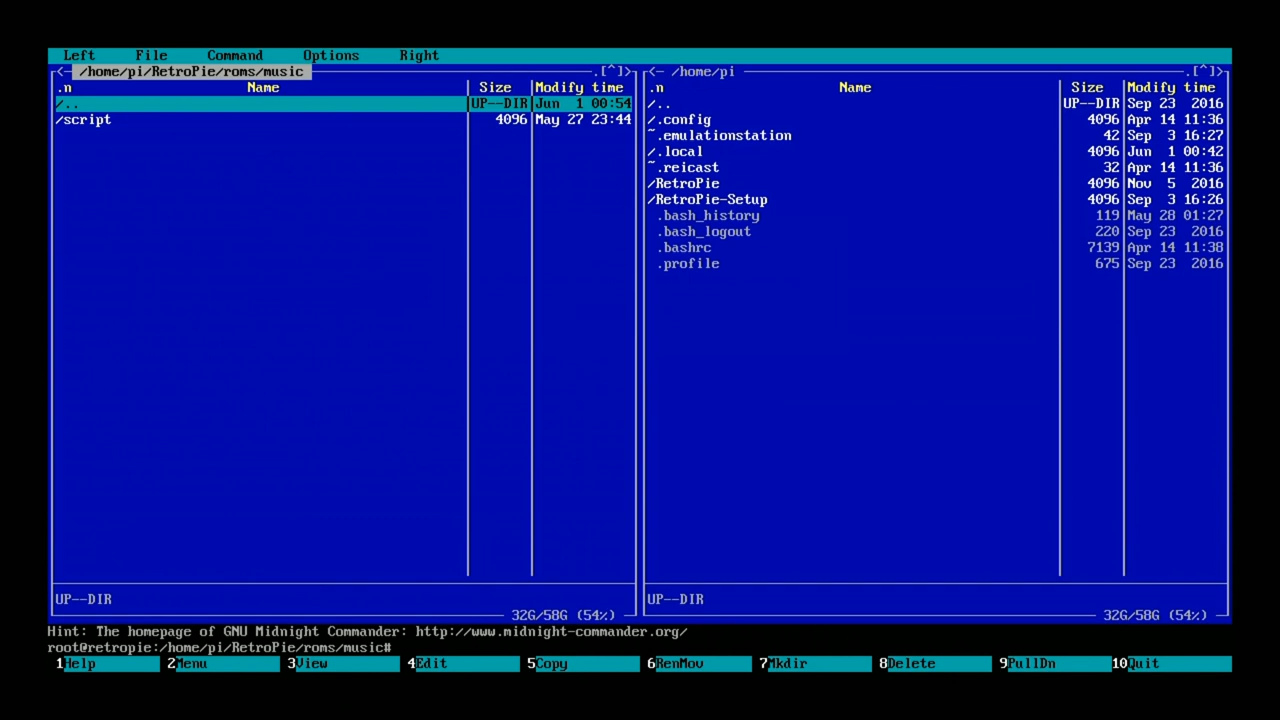 Left File Command Options Right
<─ /home/pi/RetroPie/roms/music .[^]>
.n Name Size Modify time
/.. UP--DIR Jun 1 00:54
/script 4096 May 27 23:44
UP--DIR
32G/58G (54%)
<─ /home/pi .[^]>
.n Name Size Modify time
/.. UP--DIR Sep 23 2016
/.config 4096 Apr 14 11:36
~.emulationstation 42 Sep 3 16:27
/.local 4096 Jun 1 00:42
~.reicast 32 Apr 14 11:36
/RetroPie 4096 Nov 5 2016
/RetroPie-Setup 4096 Sep 3 16:26
.bash_history 119 May 28 01:27
.bash_logout 220 Sep 23 2016
.bashrc 7139 Apr 14 11:38
.profile 675 Sep 23 2016
UP--DIR
32G/58G (54%)
Hint: The homepage of GNU Midnight Commander: http://www.midnight-commander.org/
root@retropie:/home/pi/RetroPie/roms/music#
1Help 2Menu 3View 4Edit 5Copy 6RenMov 7Mkdir 8Delete 9PullDn 10Quit